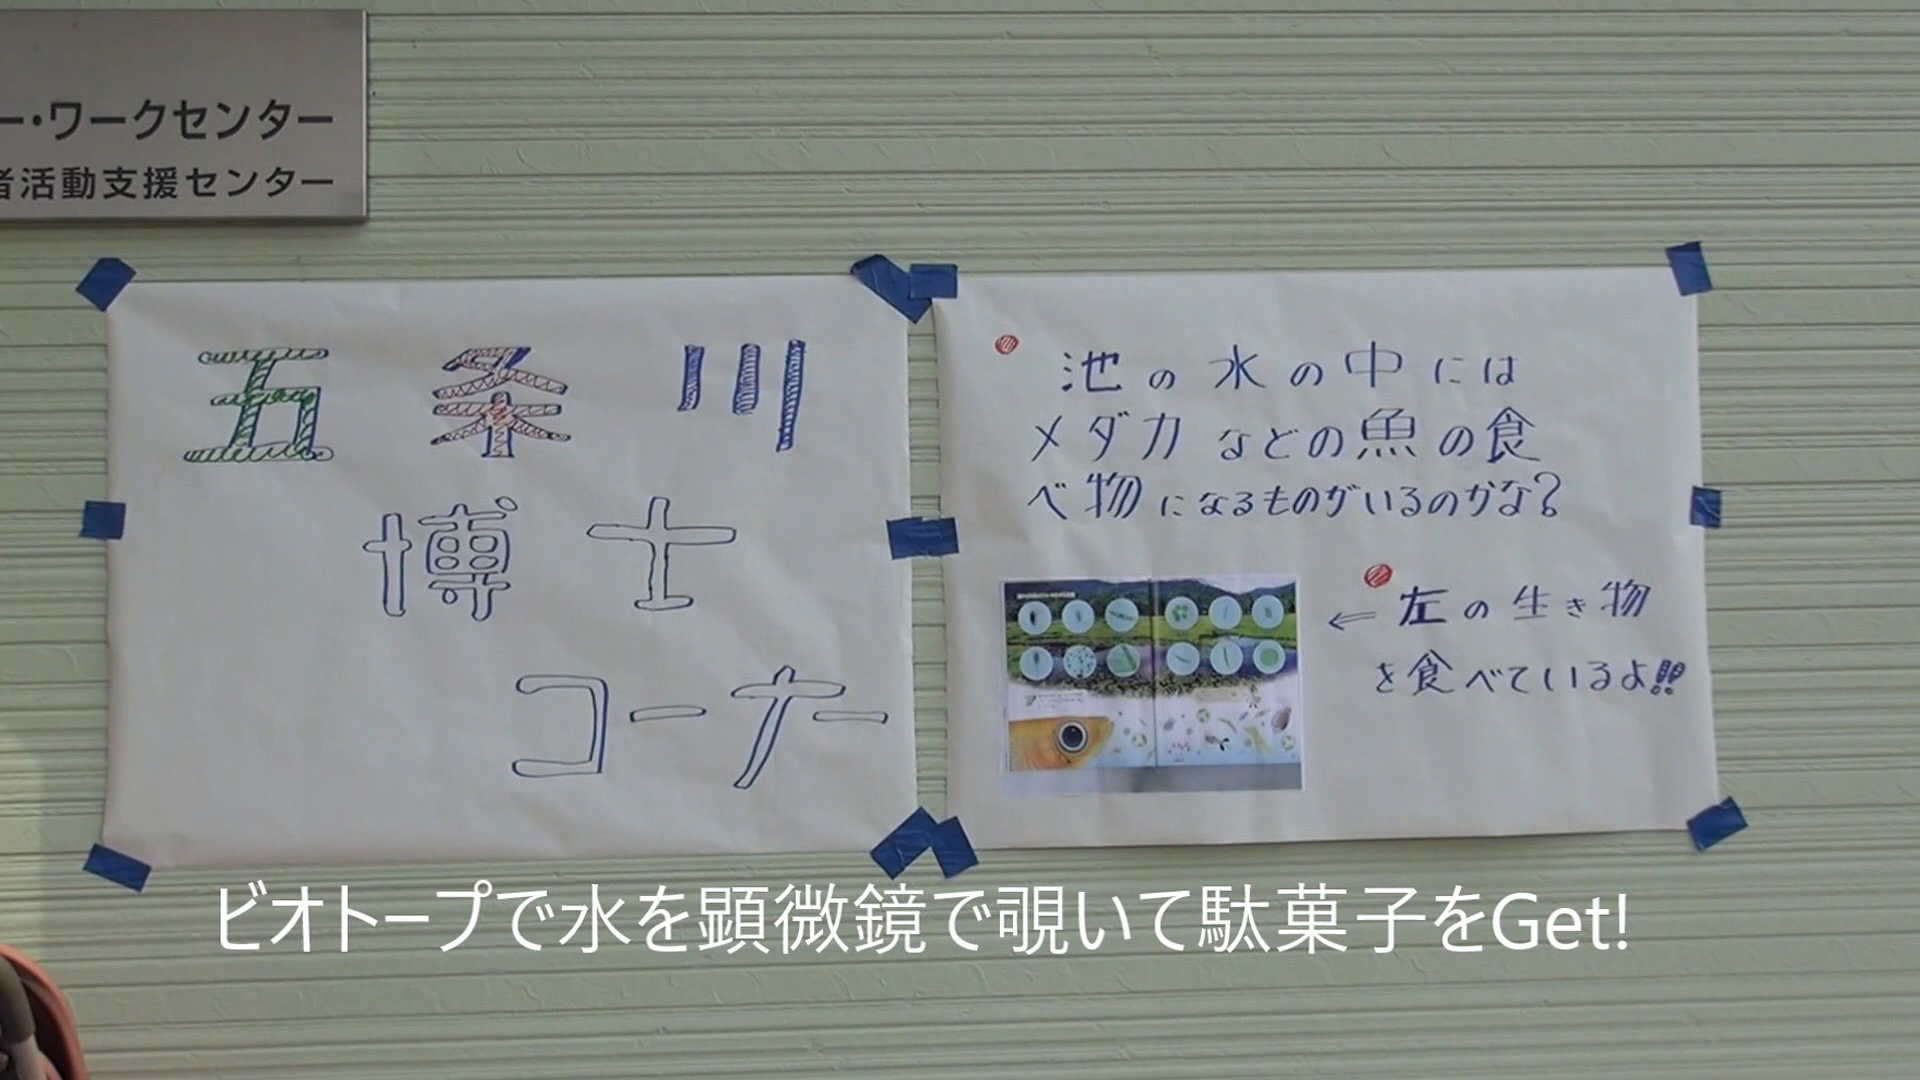 ー・ワークセンター
者活動支援センター
五条川
博士
コーナー
池の水の中には
メダカなどの魚の食
べ物になるものがいるのかな?
←左の生き物
を食べているよ!!
ビオトープで水を顕微鏡で覗いて駄菓子をGet!